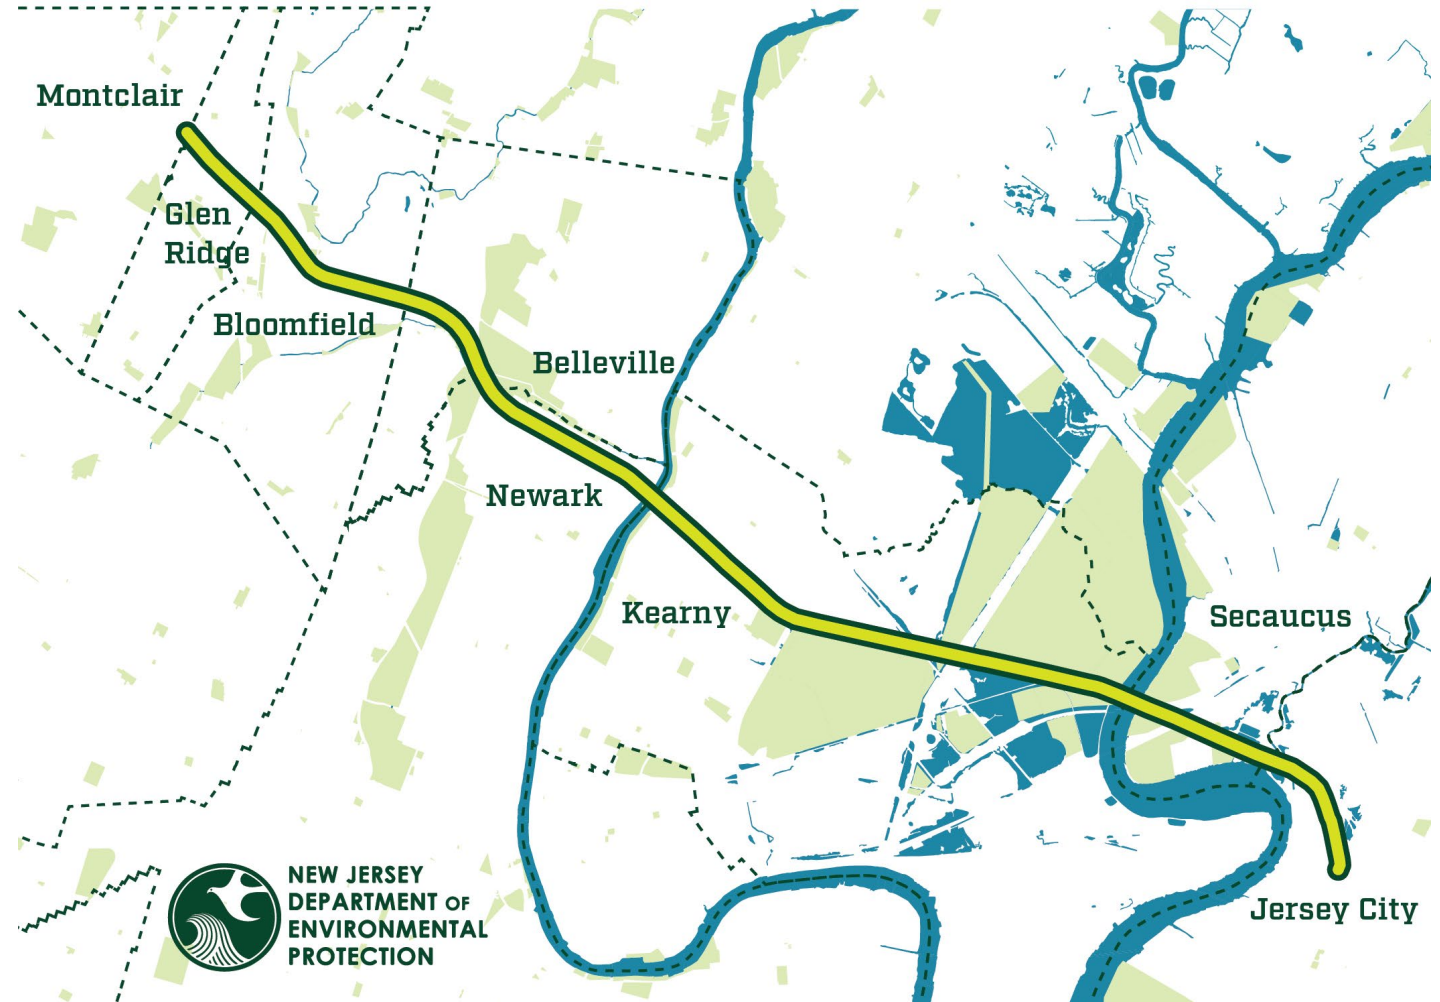 Montclair
Glen
Ridge
Bloomfield
Belleville
Newark
Kearny
Secaucus
Jersey City
NEW JERSEY
DEPARTMENT OF
ENVIRONMENTAL
PROTECTION